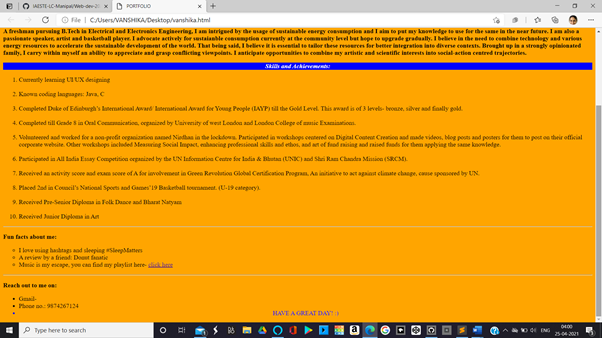 IAESTE-LC-Manipal/Web-dev-2
PORTFOLIO
File | C:/Users/VANSHIKA/Desktop/vanshika.html
A freshman pursuing B.Tech in Electrical and Electronics Engineering, I am intrigued by the usage of sustainable energy consumption and I aim to put my knowledge to use for the same in the near future. I am also a
passionate speaker, artist and basketball player. I advocate actively for sustainable consumption currently at the community level but hope to upgrade gradually. I believe in the need to combine technology and various
energy resources to accelerate the sustainable development of the world. That being said, I believe it is essential to tailor these resources for better integration into diverse contexts. Brought up in a strongly opinionated
family, I carry within myself an ability to appreciate and grasp conflicting viewpoints. I anticipate opportunities to combine my artistic and scientific interests into social-action centred trajectories.
Skills and Achievements:
1. Currently learning UI/UX designing
2. Known coding languages: Java, C
3. Completed Duke of Edinburgh's International Award/ International Award for Young People (IAYP) till the Gold Level. This award is of 3 levels- bronze, silver and finally gold.
4. Completed till Grade 8 in Oral Communication, organized by University of west London and London College of music Examinations.
5. Volunteered and worked for a non-profit organization named Nirdhan in the lockdown. Participated in workshops centered on Digital Content Creation and made videos, blog posts and posters for them to post on their official
corporate website. Other workshops included Measuring Social Impact, enhancing professional skills and ethos, and art of fund raising and raised funds for them applying the same knowledge.
6. Participated in All India Essay Competition organized by the UN Information Centre for India & Bhutan (UNIC) and Shri Ram Chandra Mission (SRCM).
7. Received an activity score and exam score of A for involvement in Green Revolution Global Certification Program, An initiative to act against climate change, cause sponsored by UN.
8. Placed 2nd in Council's National Sports and Games'19 Basketball tournament. (U-19 category).
9. Received Pre-Senior Diploma in Folk Dance and Bharat Natyam
10. Received Junior Diploma in Art
Fun facts about me:
I love using hashtags and sleeping #SleepMatters
A review by a friend: Donut fanatic
Music is my escape, you can find my playlist here- click here
Reach out to me on:
Gmail-
Phone no.: 9874267124
HAVE A GREAT DAY! :)
Type here to search
ENG
04:00
25-04-2021